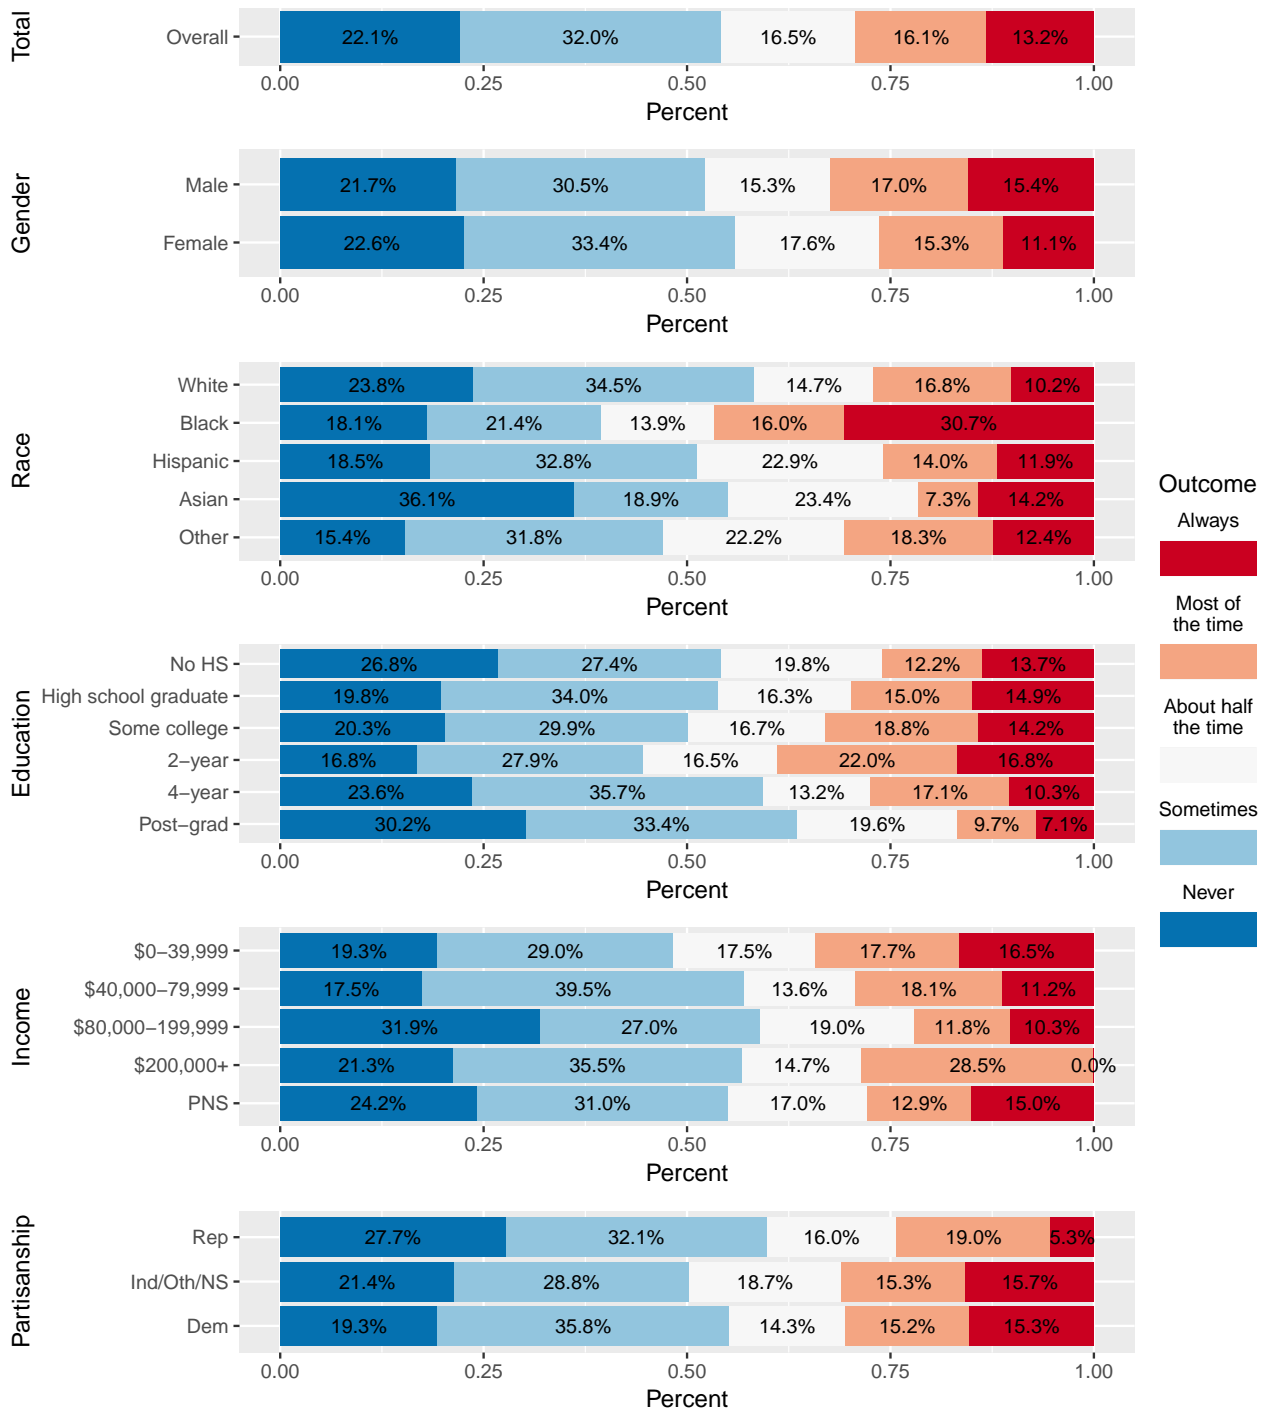 Total
Overall
22.1% 32.0% 16.5% 16.1% 13.2%
0.00 0.25 0.50 0.75 1.00
Percent
Gender
Male
21.7% 30.5% 15.3% 17.0% 15.4%
Female
22.6% 33.4% 17.6% 15.3% 11.1%
0.00 0.25 0.50 0.75 1.00
Percent
Race
White
23.8% 34.5% 14.7% 16.8% 10.2%
Black
18.1% 21.4% 13.9% 16.0% 30.7%
Hispanic
18.5% 32.8% 22.9% 14.0% 11.9%
Asian
36.1% 18.9% 23.4% 7.3% 14.2%
Other
15.4% 31.8% 22.2% 18.3% 12.4%
0.00 0.25 0.50 0.75 1.00
Percent
Education
No HS
26.8% 27.4% 19.8% 12.2% 13.7%
High school graduate
19.8% 34.0% 16.3% 15.0% 14.9%
Some college
20.3% 29.9% 16.7% 18.8% 14.2%
2−year
16.8% 27.9% 16.5% 22.0% 16.8%
4−year
23.6% 35.7% 13.2% 17.1% 10.3%
Post−grad
30.2% 33.4% 19.6% 9.7% 7.1%
0.00 0.25 0.50 0.75 1.00
Percent
Income
$0−39,999
19.3% 29.0% 17.5% 17.7% 16.5%
$40,000−79,999
17.5% 39.5% 13.6% 18.1% 11.2%
$80,000−199,999
31.9% 27.0% 19.0% 11.8% 10.3%
$200,000+
21.3% 35.5% 14.7% 28.5% 0.0%
PNS
24.2% 31.0% 17.0% 12.9% 15.0%
0.00 0.25 0.50 0.75 1.00
Percent
Partisanship
Rep
27.7% 32.1% 16.0% 19.0% 5.3%
Ind/Oth/NS
21.4% 28.8% 18.7% 15.3% 15.7%
Dem
19.3% 35.8% 14.3% 15.2% 15.3%
0.00 0.25 0.50 0.75 1.00
Percent
Outcome
Always
Most of
the time
About half
the time
Sometimes
Never